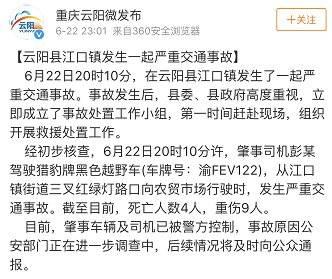 重庆云阳微发布
6-22 23:01 来自360安全浏览器
+关注
云阳
【云阳县江口镇发生一起严重交通事故】
6月22日20时10分，在云阳县江口镇发生了一起严
重交通事故。事故发生后，县委、县政府高度重视，立
即成立了事故处置工作小组，第一时间赶赴现场，组织
开展救援处置工作。
经初步核查，6月22日20时10分许，肇事司机彭某
驾驶猎豹牌黑色越野车(车牌号：渝FEV122)，从江口
镇街道三叉红绿灯路口向农贸市场行驶时，发生严重
交通事故。截至目前，死亡人数4人，重伤9人。
目前，肇事车辆及司机已被警方控制，事故原因公
安部门正在进一步调查中，后续情况将及时向公众通
报。